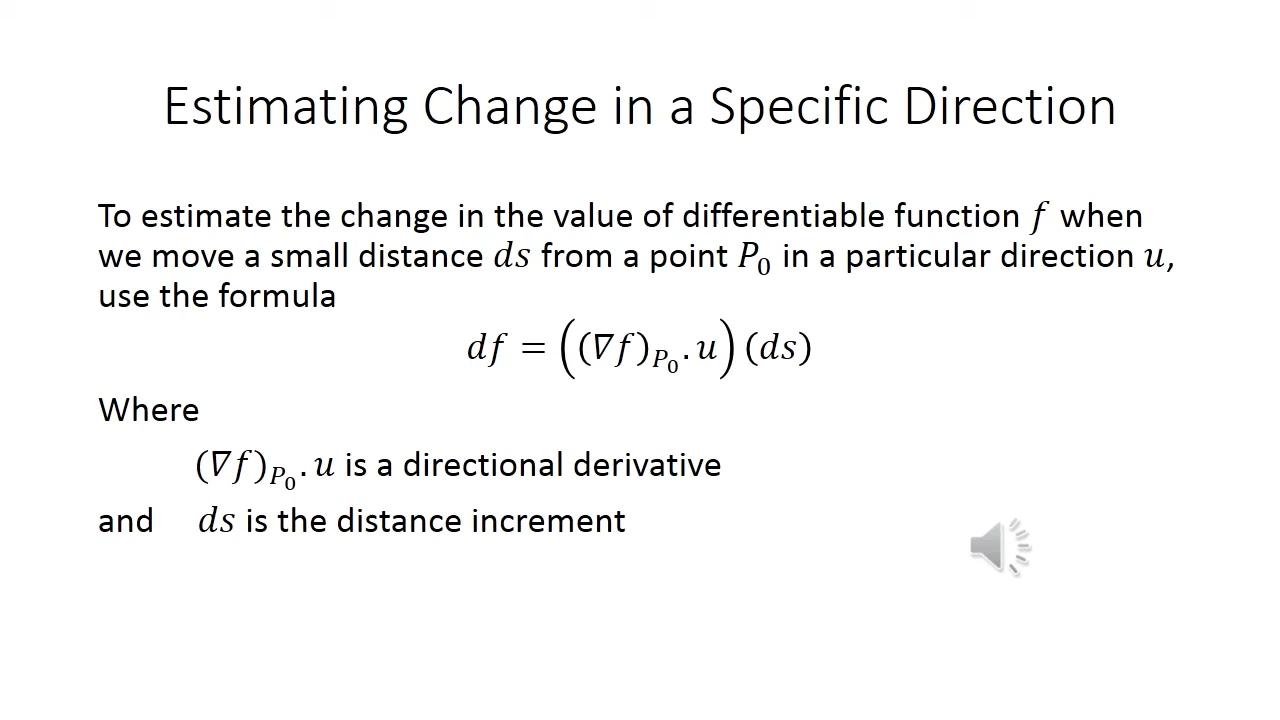 Estimating Change in a Specific Direction
To estimate the change in the value of differentiable function 𝑓 when
we move a small distance 𝑑𝑠 from a point 𝑃₀ in a particular direction 𝑢,
use the formula
𝑑𝑓 = ((∇𝑓)_{𝑃₀}.𝑢)(𝑑𝑠)
Where
(∇𝑓)_{𝑃₀}.𝑢 is a directional derivative
and 𝑑𝑠 is the distance increment